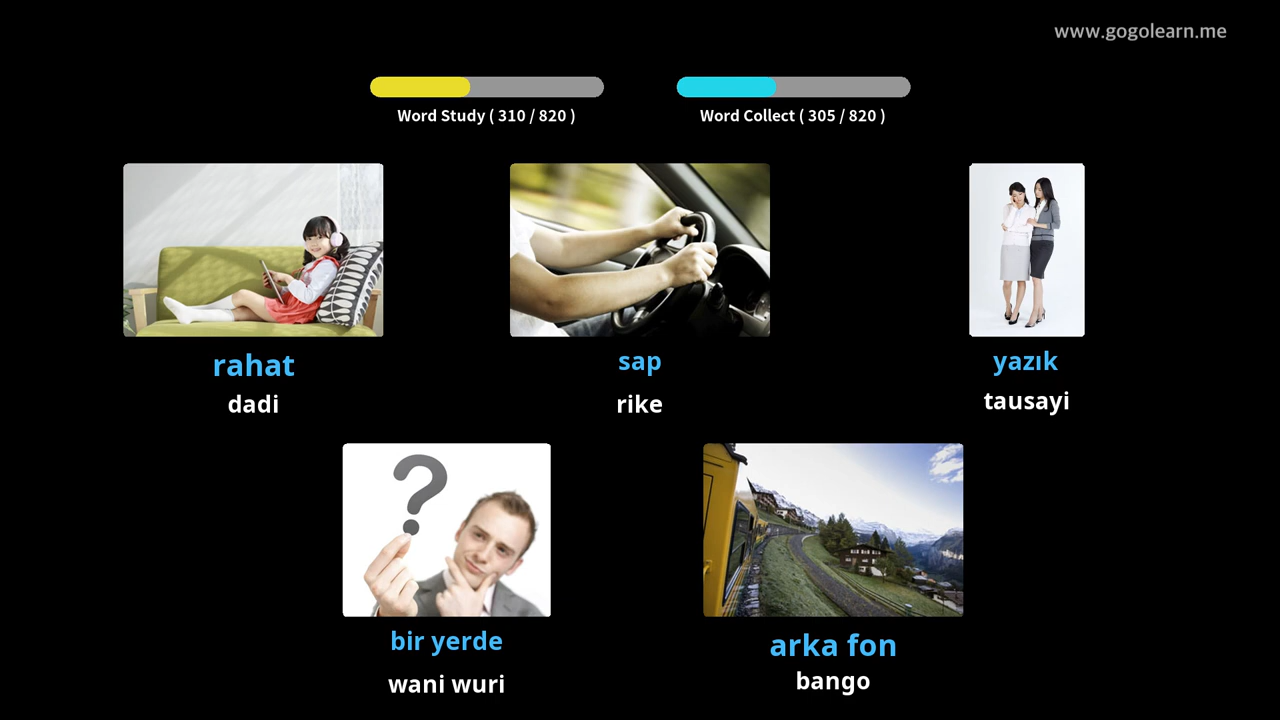 www.gogolearn.me
Word Study ( 310 / 820 )
Word Collect ( 305 / 820 )
rahat
dadi
sap
rike
yazık
tausayi
?
bir yerde
wani wuri
arka fon
bango